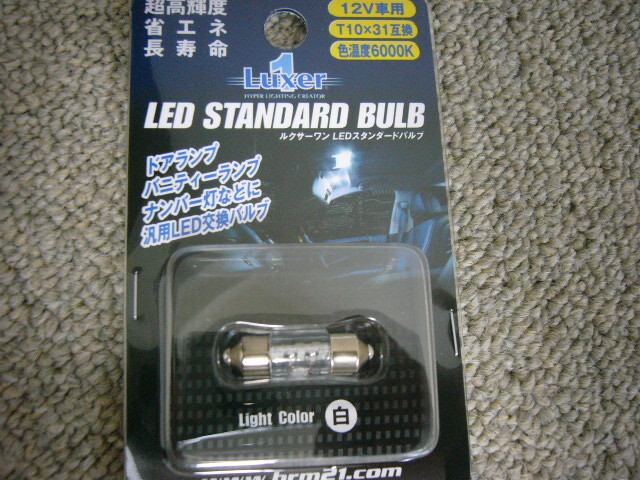 超高輝度
省エネ
長寿命
12V車用
T10×31互換
色温度6000K
1
Luxer
HYPER LIGHTING CREATOR
LED STANDARD BULB
ルクサーワン LEDスタンダードバルブ
ドアランプ
バニティーランプ
ナンバー灯などに
汎用LED交換バルブ
Light Color 白
www.hrm21.com